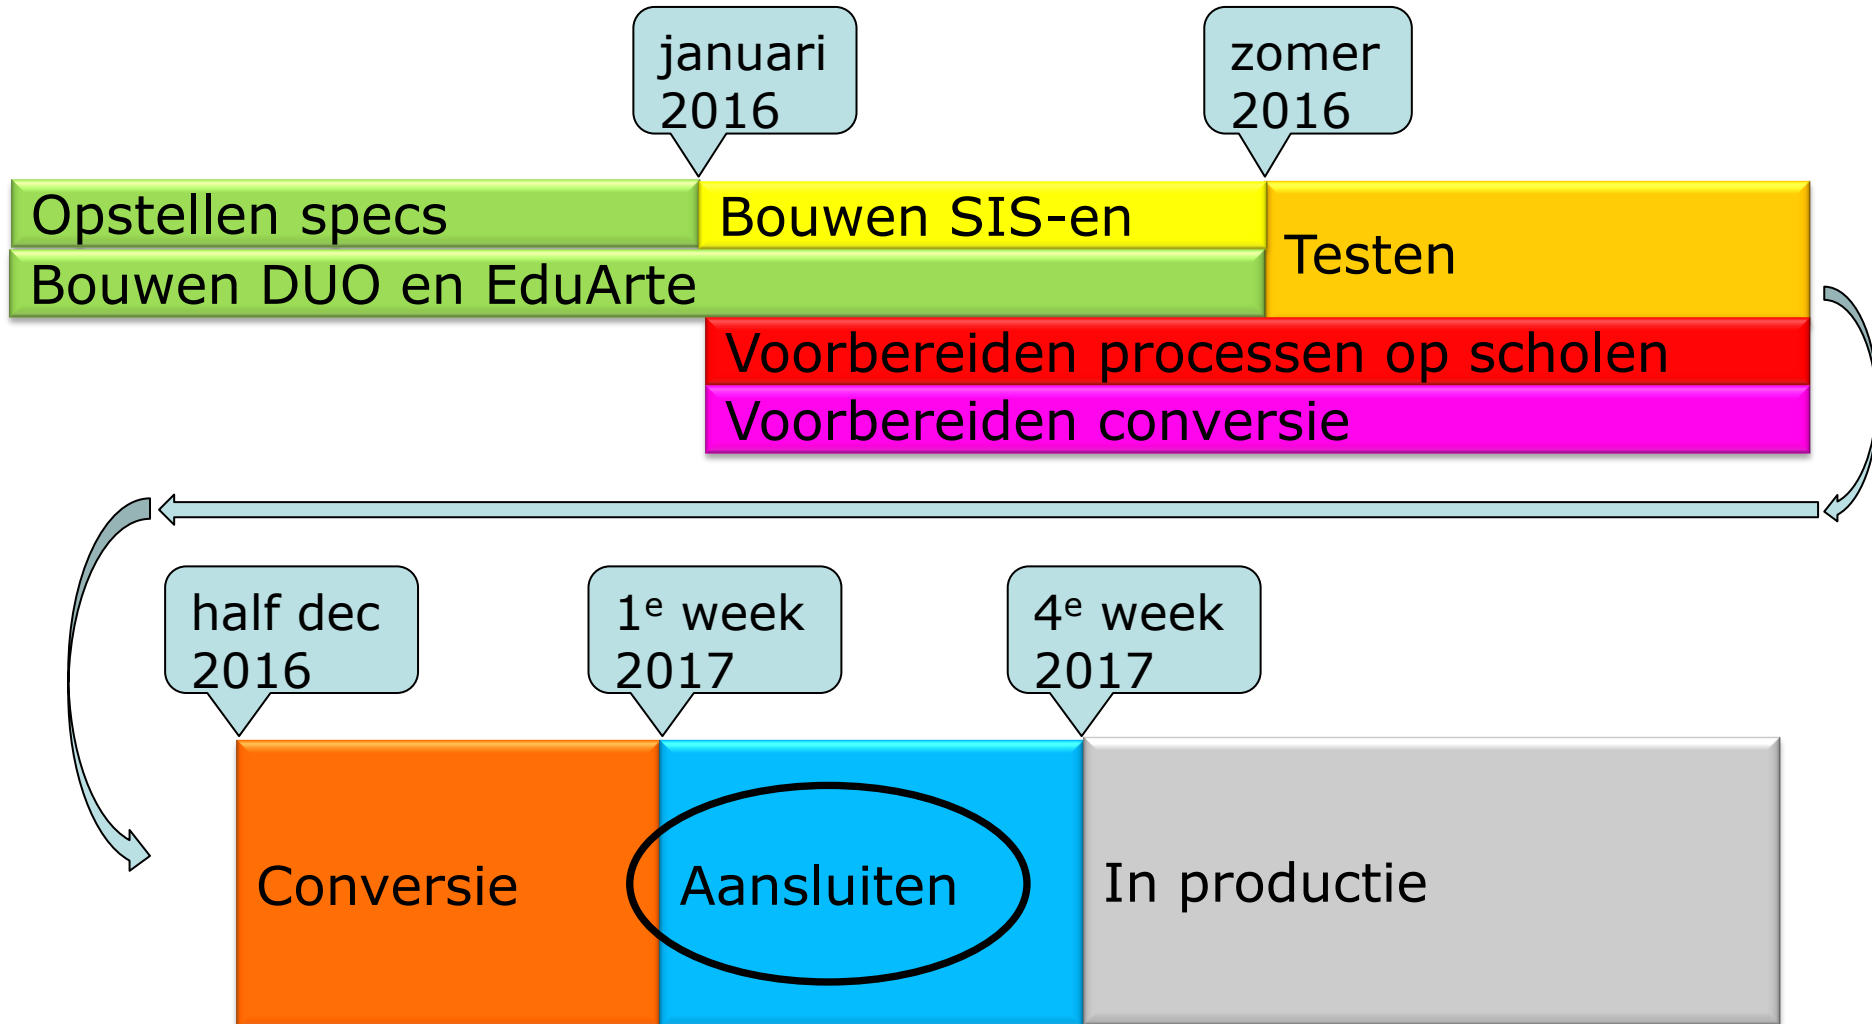 januari
2016
zomer
2016
Opstellen specs
Bouwen SIS-en
Testen
Bouwen DUO en EduArte
Voorbereiden processen op scholen
Voorbereiden conversie
half dec
2016
1e week
2017
4e week
2017
Conversie
Aansluiten
In productie